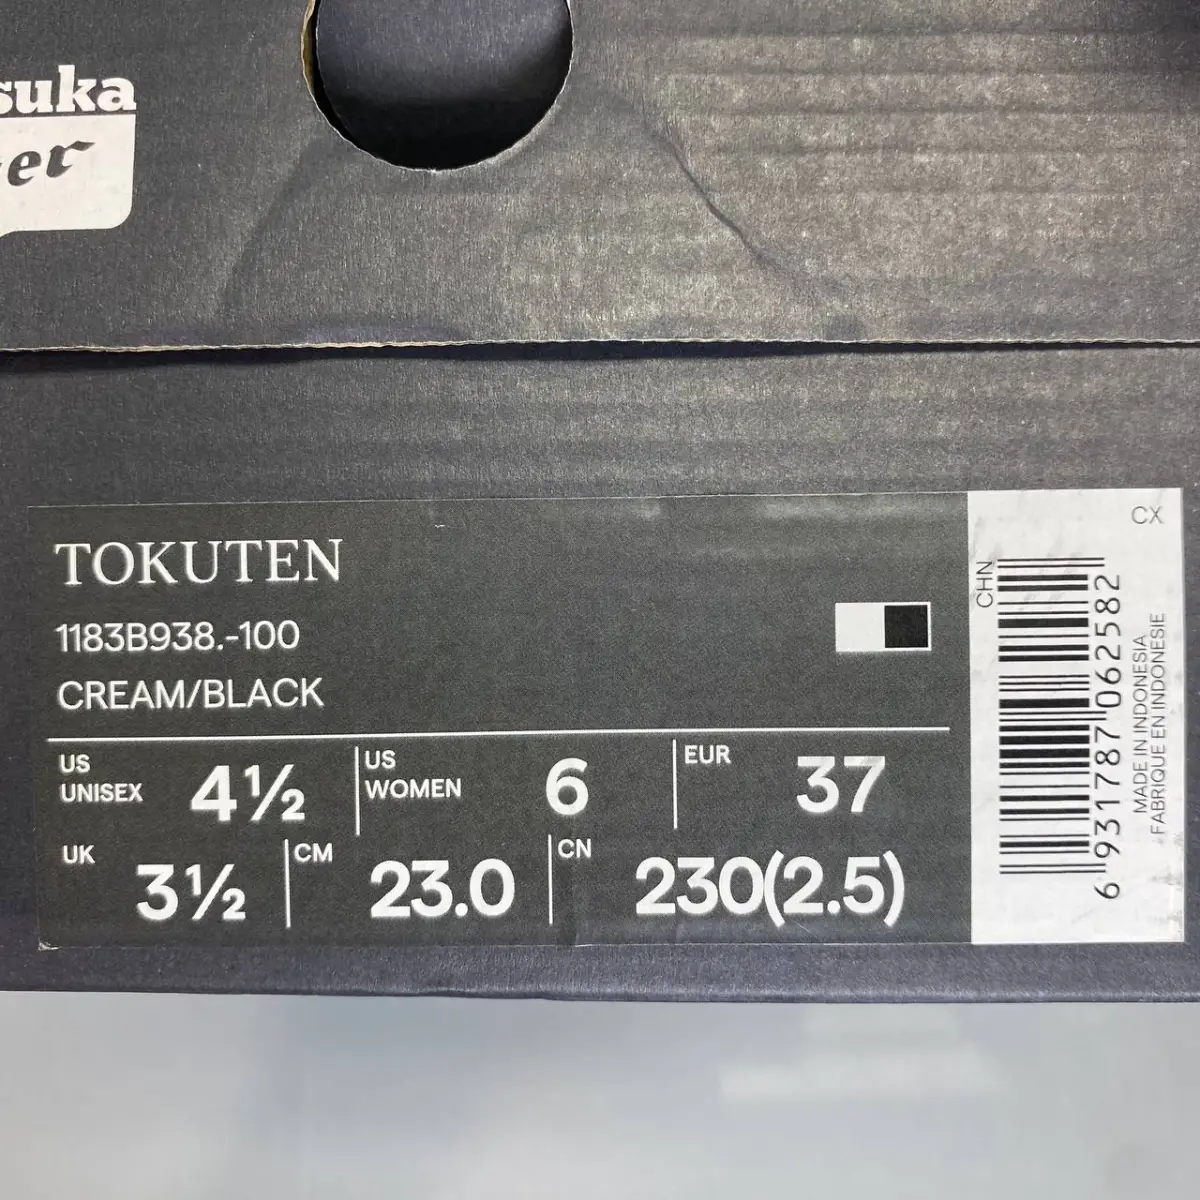 suka
er
TOKUTEN
1183B938.-100
CREAM/BLACK
US UNISEX 4½
US WOMEN 6
EUR 37
UK 3½
CM 23.0
CN 230(2.5)
CX
CHN
6 931787 062582
MADE IN INDONESIA
FABRIQUE EN INDONESIE